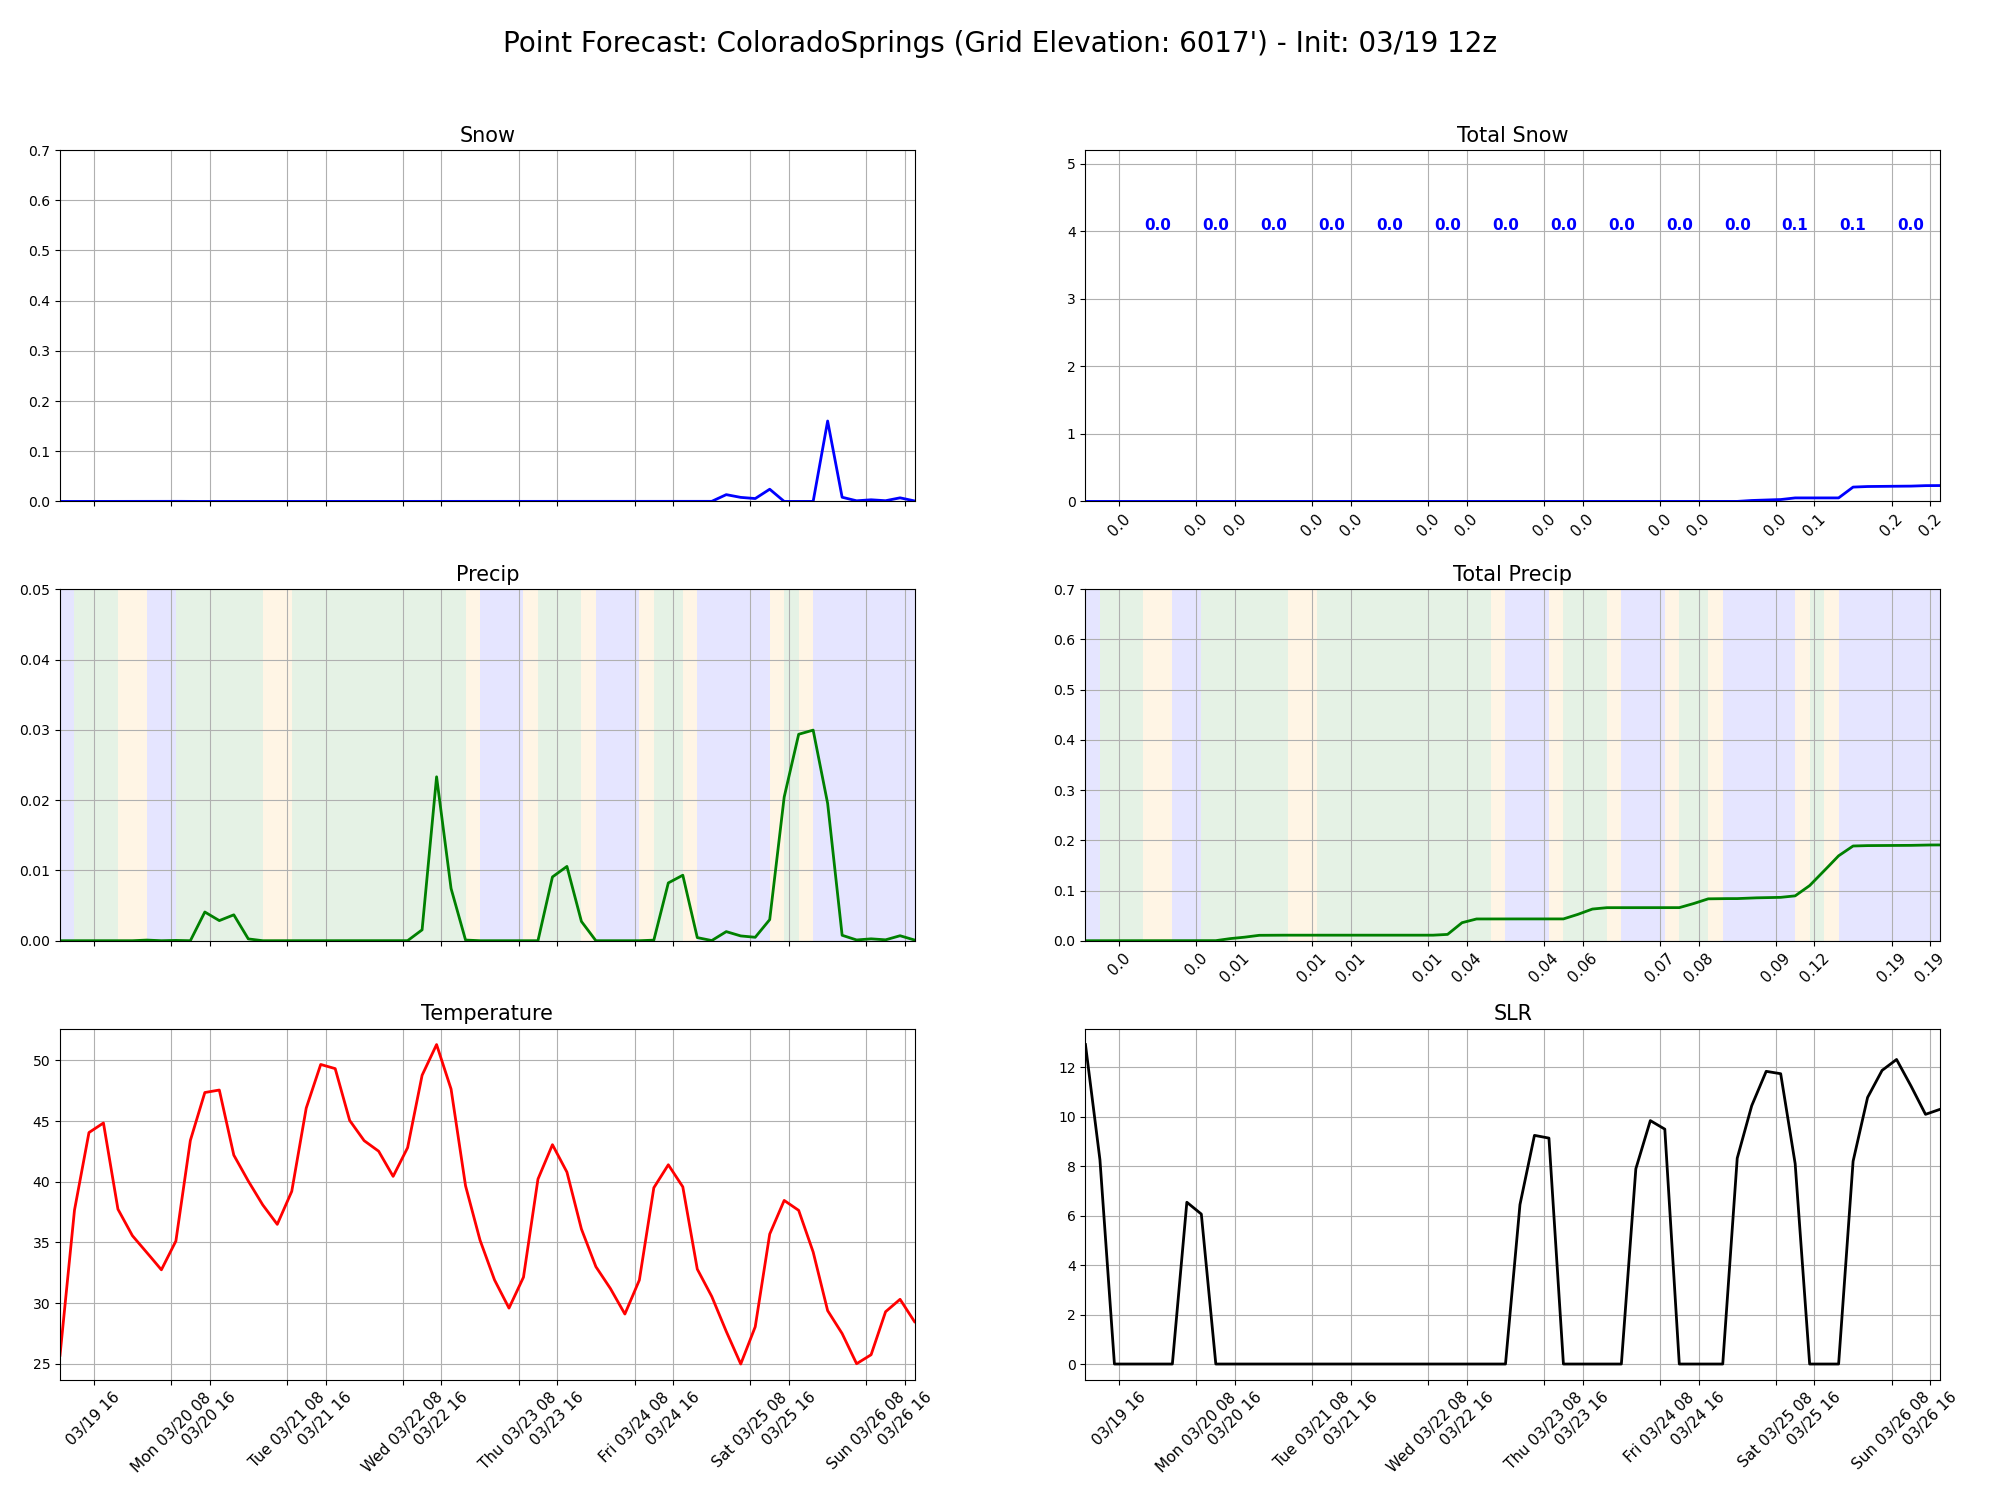 Point Forecast: ColoradoSprings (Grid Elevation: 6017') - Init: 03/19 12z
Snow
0.7
0.6
0.5
0.4
0.3
0.2
0.1
0.0
Total Snow
5
4
3
2
1
0
0.0 0.0 0.0 0.0 0.0 0.0 0.0 0.0 0.0 0.0 0.0 0.1 0.1 0.0
0.0 0.0 0.0 0.0 0.0 0.0 0.0 0.0 0.0 0.0 0.0 0.0 0.1 0.2 0.2
Precip
0.05
0.04
0.03
0.02
0.01
0.00
Total Precip
0.7
0.6
0.5
0.4
0.3
0.2
0.1
0.0
0.0 0.0 0.01 0.01 0.01 0.01 0.04 0.04 0.06 0.07 0.08 0.09 0.12 0.19 0.19
Temperature
50
45
40
35
30
25
03/19 16
Mon 03/20 08
03/20 16
Tue 03/21 08
03/21 16
Wed 03/22 08
03/22 16
Thu 03/23 08
03/23 16
Fri 03/24 08
03/24 16
Sat 03/25 08
03/25 16
Sun 03/26 08
03/26 16
SLR
12
10
8
6
4
2
0
03/19 16
Mon 03/20 08
03/20 16
Tue 03/21 08
03/21 16
Wed 03/22 08
03/22 16
Thu 03/23 08
03/23 16
Fri 03/24 08
03/24 16
Sat 03/25 08
03/25 16
Sun 03/26 08
03/26 16